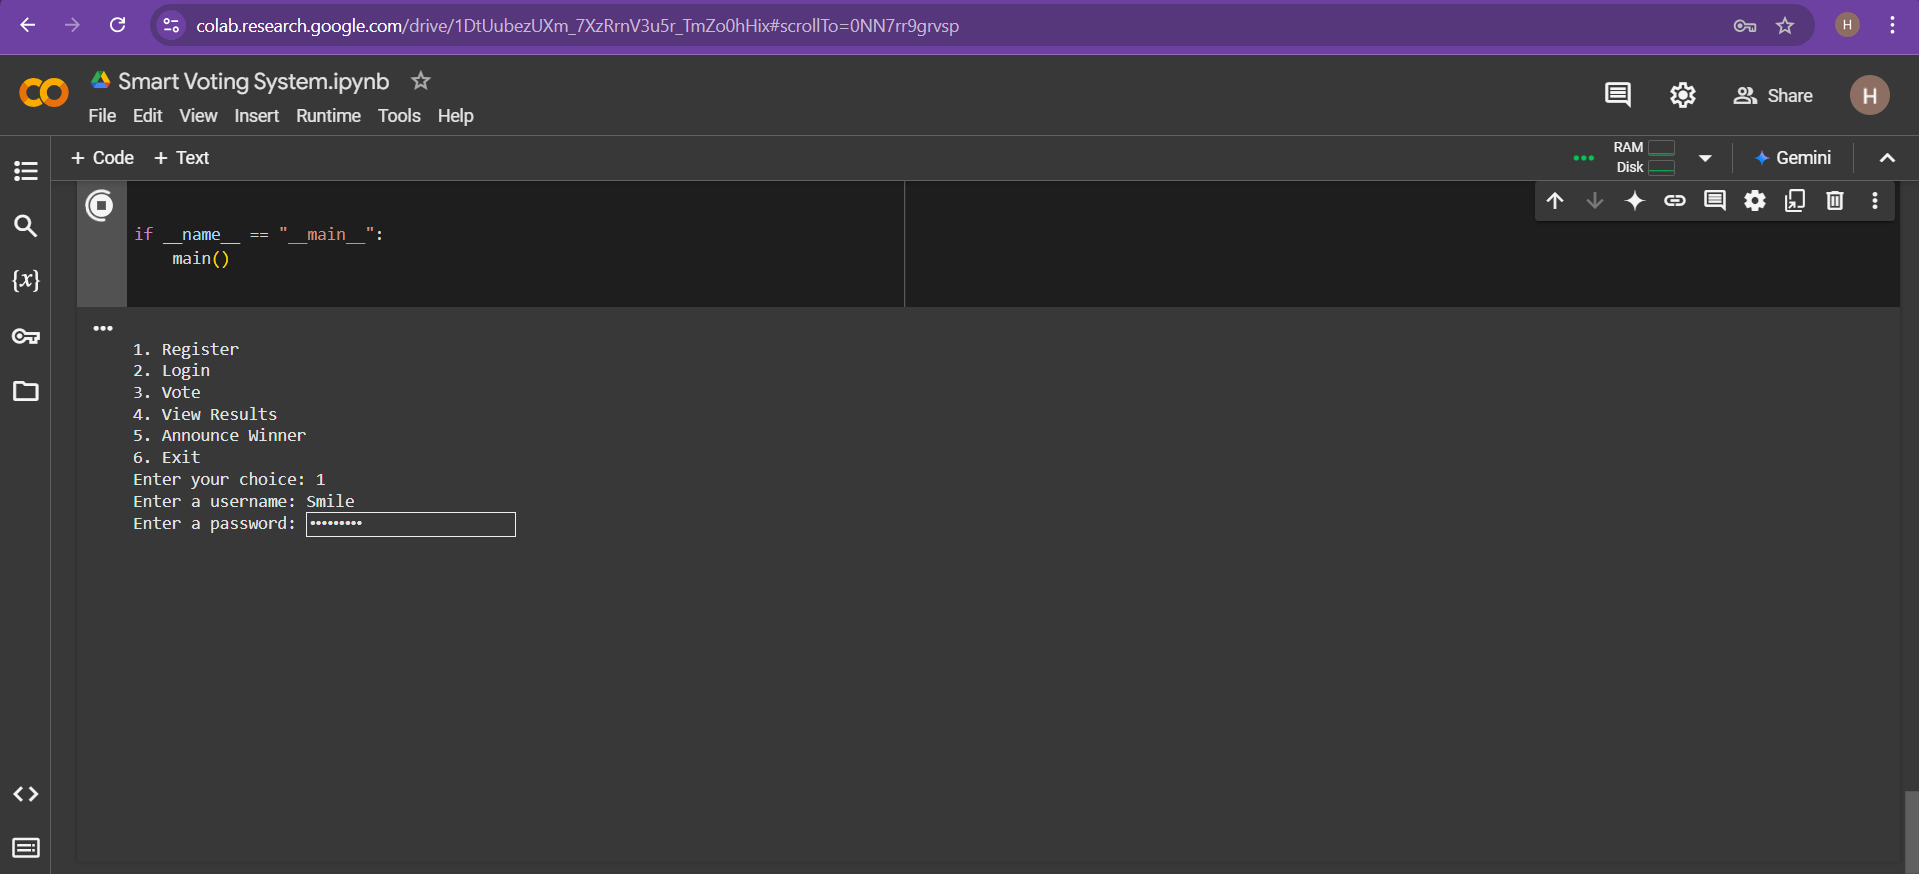 colab.research.google.com/drive/1DtUubezUXm_7XzRrnV3u5r_TmZo0hHix#scrollTo=0NN7rr9grvsp
H
Smart Voting System.ipynb
File Edit View Insert Runtime Tools Help
Share
H
+ Code + Text
RAM
Disk
Gemini
{x}
if __name__ == "__main__":
main()
1. Register
2. Login
3. Vote
4. View Results
5. Announce Winner
6. Exit
Enter your choice: 1
Enter a username: Smile
Enter a password: •••••••••